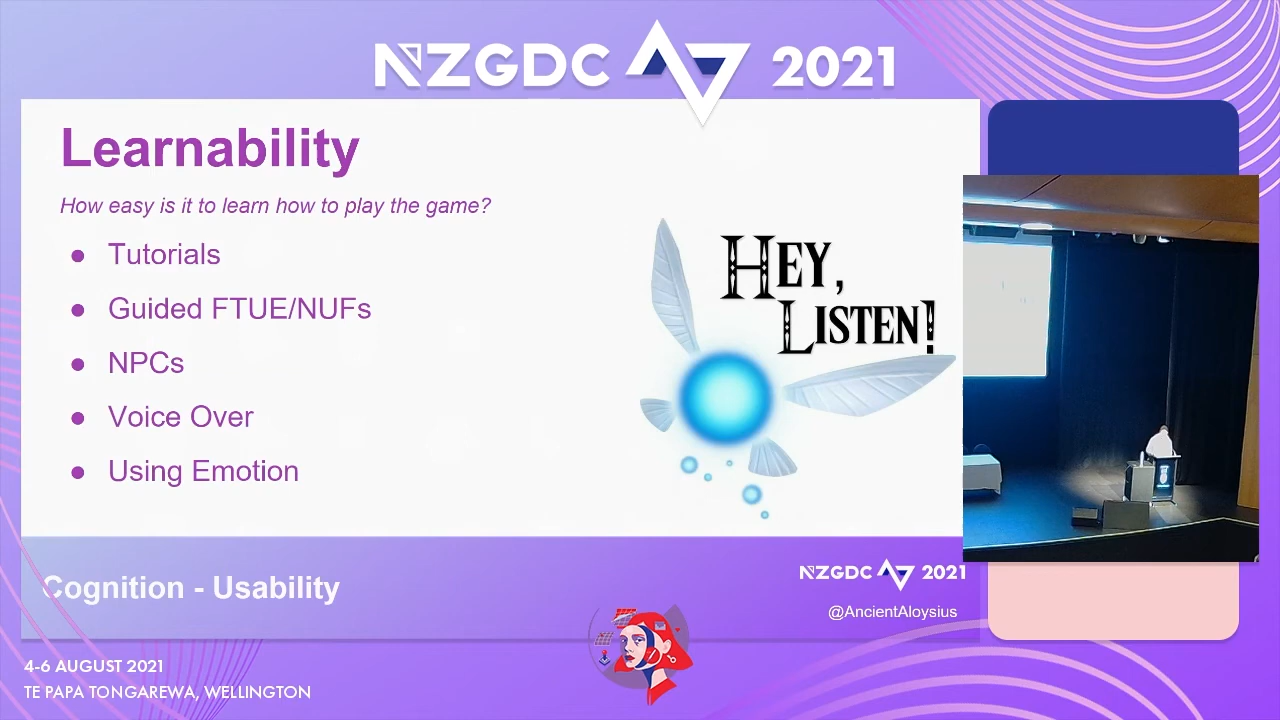 NZGDC 2021
Learnability
How easy is it to learn how to play the game?
● Tutorials
● Guided FTUE/NUFs
● NPCs
● Voice Over
● Using Emotion
HEY,
LISTEN!
Cognition - Usability
NZGDC 2021
@AncientAloysius
4-6 AUGUST 2021
TE PAPA TONGAREWA, WELLINGTON